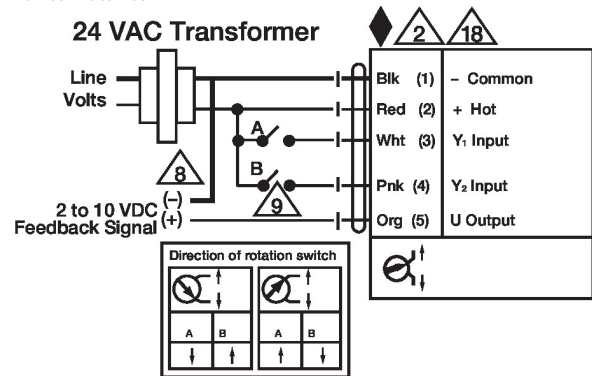 24 VAC Transformer
2
18
Line
Volts
Blk (1) – Common
Red (2) + Hot
A
Wht (3) Y₁ Input
8
B
Pnk (4) Y₂ Input
9
2 to 10 VDC (–)
Feedback Signal (+)
Org (5) U Output
Direction of rotation switch
A B
A B